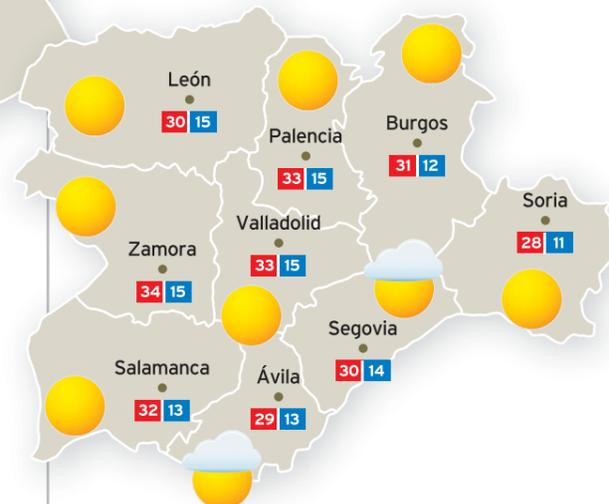 León
30 15
Palencia
33 15
Burgos
31 12
Soria
28 11
Valladolid
33 15
Zamora
34 15
Segovia
30 14
Salamanca
32 13
Ávila
29 13